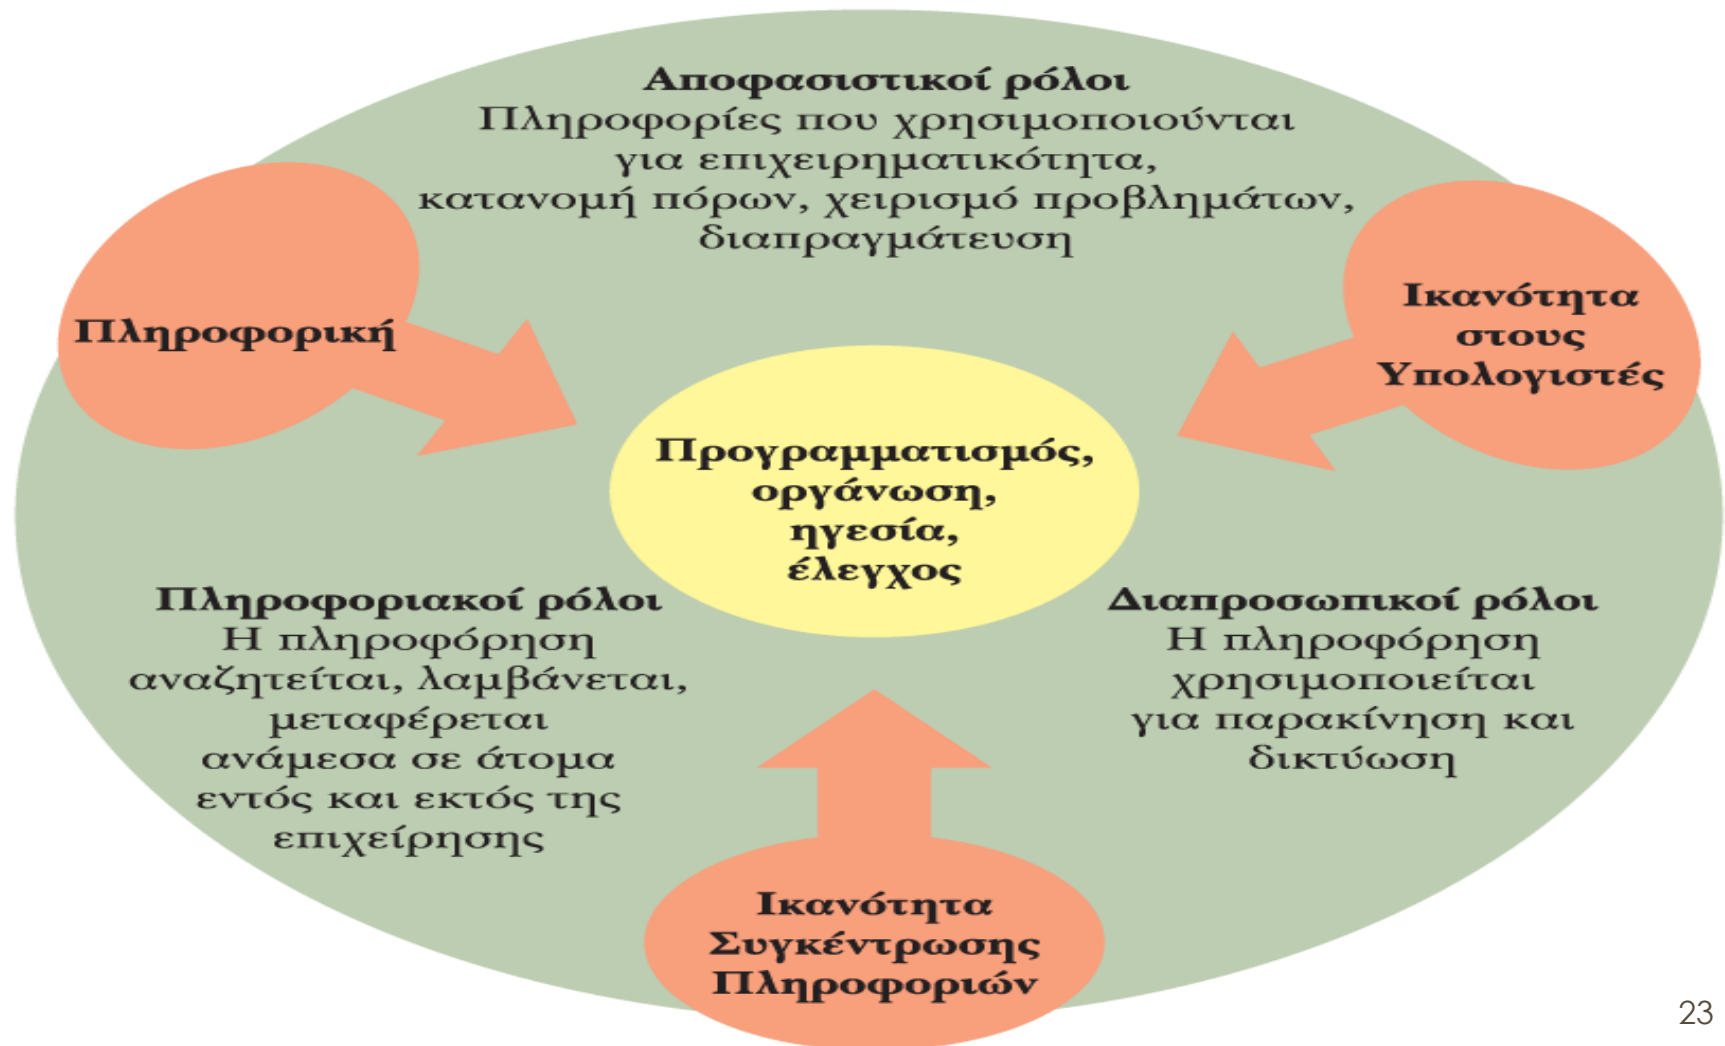 Αποφασιστικοί ρόλοι
Πληροφορίες που χρησιμοποιούνται
για επιχειρηματικότητα,
κατανομή πόρων, χειρισμό προβλημάτων,
διαπραγμάτευση
Πληροφορική
Ικανότητα
στους
Υπολογιστές
Προγραμματισμός,
οργάνωση,
ηγεσία,
έλεγχος
Πληροφοριακοί ρόλοι
Η πληροφόρηση
αναζητείται, λαμβάνεται,
μεταφέρεται
ανάμεσα σε άτομα
εντός και εκτός της
επιχείρησης
Διαπροσωπικοί ρόλοι
Η πληροφόρηση
χρησιμοποιείται
για παρακίνηση και
δικτύωση
Ικανότητα
Συγκέντρωσης
Πληροφοριών
23